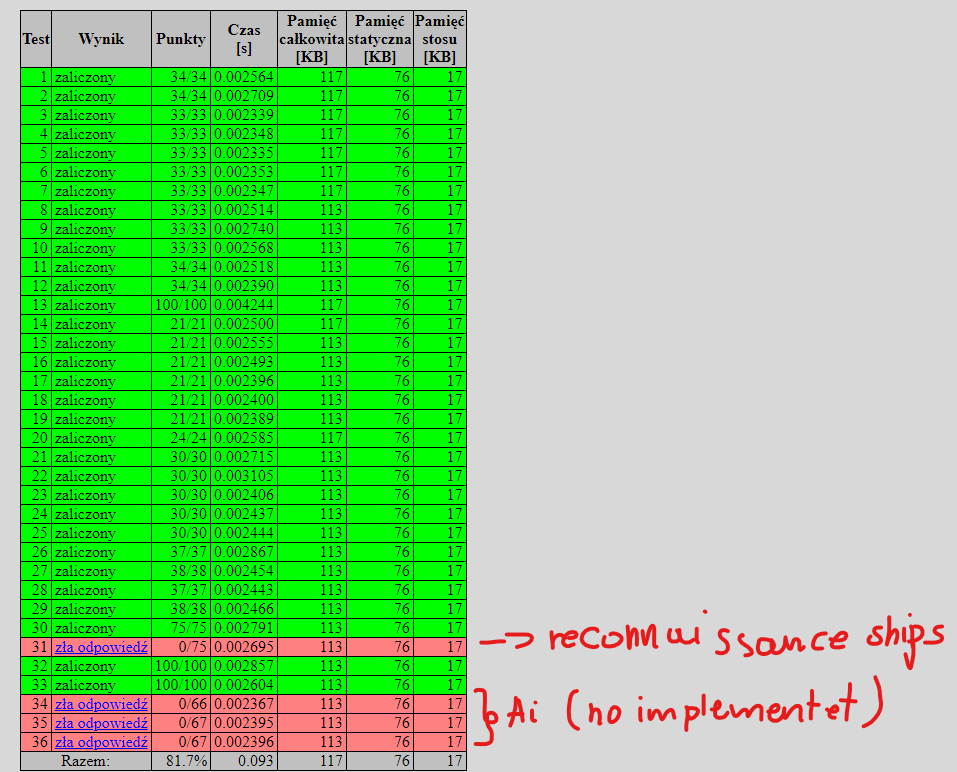 Test Wynik Punkty Czas [s] Pamięć całkowita [KB] Pamięć statyczna [KB] Pamięć stosu [KB]
1 zaliczony 34/34 0.002564 117 76 17
2 zaliczony 34/34 0.002709 117 76 17
3 zaliczony 33/33 0.002339 117 76 17
4 zaliczony 33/33 0.002348 117 76 17
5 zaliczony 33/33 0.002335 117 76 17
6 zaliczony 33/33 0.002353 117 76 17
7 zaliczony 33/33 0.002347 117 76 17
8 zaliczony 33/33 0.002514 113 76 17
9 zaliczony 33/33 0.002740 113 76 17
10 zaliczony 33/33 0.002568 113 76 17
11 zaliczony 34/34 0.002518 113 76 17
12 zaliczony 34/34 0.002390 113 76 17
13 zaliczony 100/100 0.004244 117 76 17
14 zaliczony 21/21 0.002500 117 76 17
15 zaliczony 21/21 0.002555 113 76 17
16 zaliczony 21/21 0.002493 113 76 17
17 zaliczony 21/21 0.002396 113 76 17
18 zaliczony 21/21 0.002400 113 76 17
19 zaliczony 21/21 0.002389 113 76 17
20 zaliczony 24/24 0.002585 117 76 17
21 zaliczony 30/30 0.002715 113 76 17
22 zaliczony 30/30 0.003105 113 76 17
23 zaliczony 30/30 0.002406 113 76 17
24 zaliczony 30/30 0.002437 113 76 17
25 zaliczony 30/30 0.002444 113 76 17
26 zaliczony 37/37 0.002867 113 76 17
27 zaliczony 38/38 0.002454 113 76 17
28 zaliczony 37/37 0.002443 113 76 17
29 zaliczony 38/38 0.002466 113 76 17
30 zaliczony 75/75 0.002791 113 76 17
31 zła odpowiedź 0/75 0.002695 113 76 17 → reconnuissance ships
32 zaliczony 100/100 0.002857 113 76 17
33 zaliczony 100/100 0.002604 113 76 17
34 zła odpowiedź 0/66 0.002367 113 76 17
35 zła odpowiedź 0/67 0.002395 113 76 17 } Ai (no implementet)
36 zła odpowiedź 0/67 0.002396 113 76 17
Razem: 81.7% 0.093 117 76 17